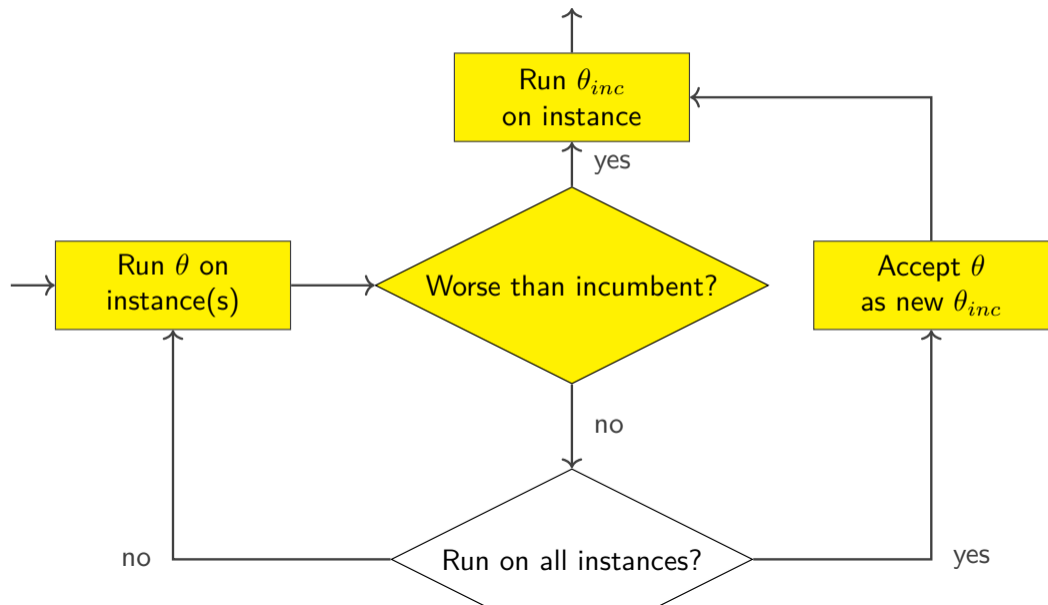 Run θ_inc
on instance
yes
Run θ on
instance(s)
Worse than incumbent?
Accept θ
as new θ_inc
no
no
Run on all instances?
yes